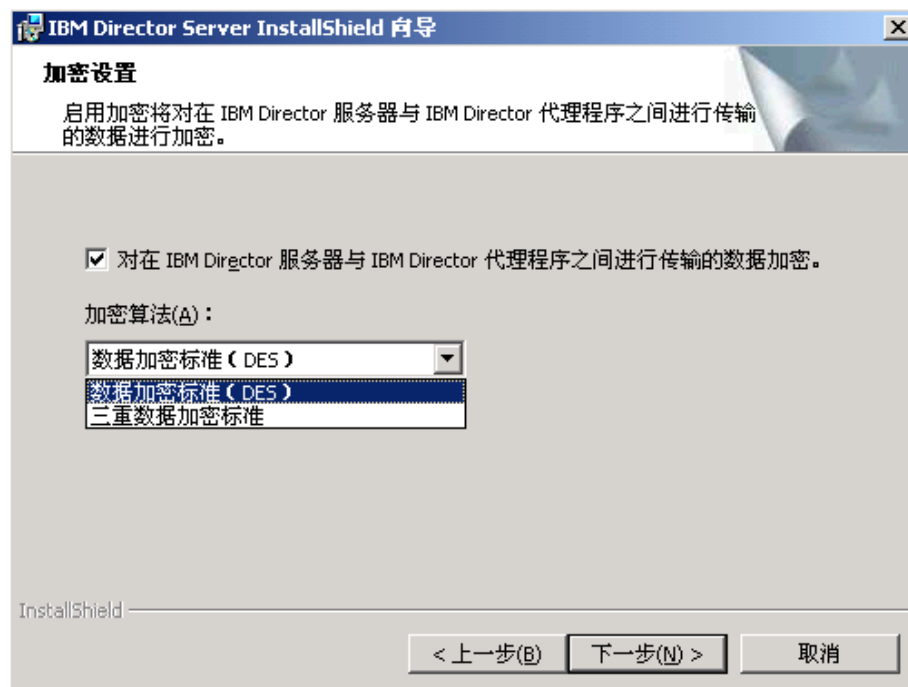 IBM Director Server InstallShield 向导
加密设置
启用加密将对在 IBM Director 服务器与 IBM Director 代理程序之间进行传输
的数据进行加密。
对在 IBM Director 服务器与 IBM Director 代理程序之间进行传输的数据加密。
加密算法(A)：
数据加密标准（DES）
数据加密标准（DES）
三重数据加密标准
InstallShield
< 上一步(B)
下一步(N) >
取消